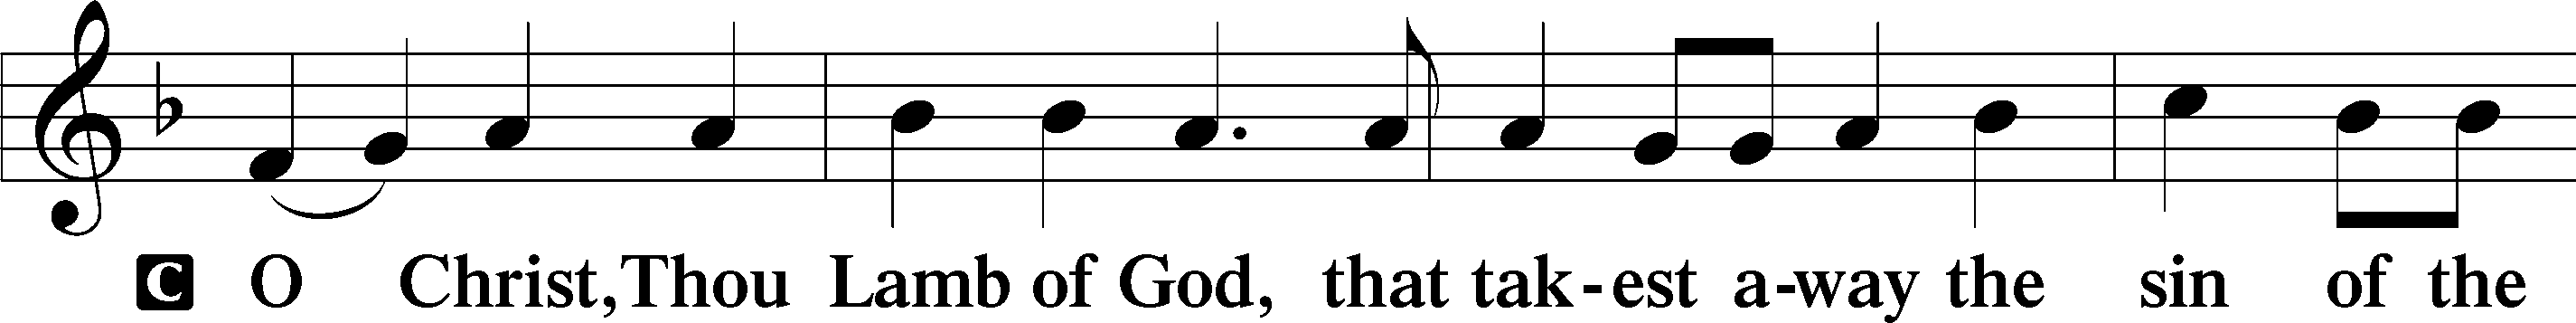 C O Christ, Thou Lamb of God, that tak-est a-way the sin of the